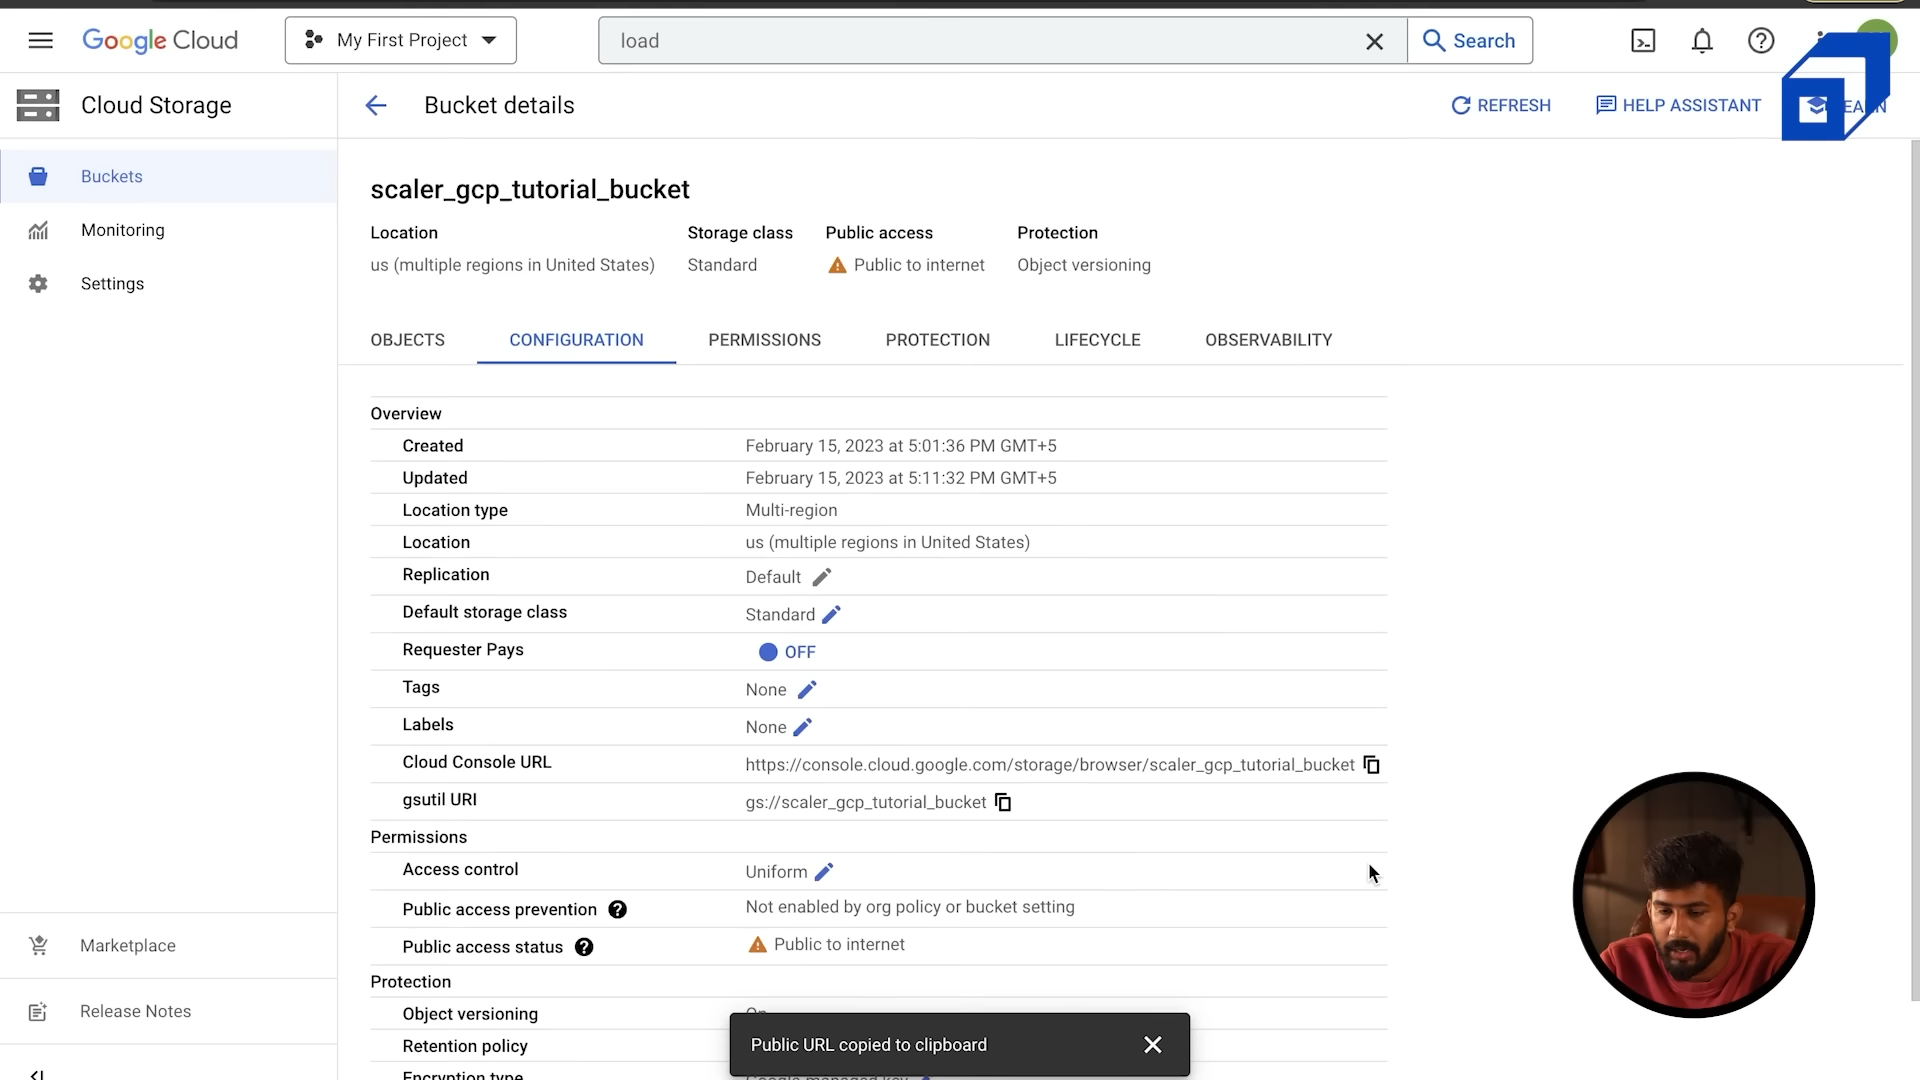 Google Cloud
My First Project
load
Search
Cloud Storage
Bucket details
REFRESH
HELP ASSISTANT
Buckets
Monitoring
Settings
scaler_gcp_tutorial_bucket
Location
Storage class
Public access
Protection
us (multiple regions in United States)
Standard
Public to internet
Object versioning
OBJECTS
CONFIGURATION
PERMISSIONS
PROTECTION
LIFECYCLE
OBSERVABILITY
Overview
Created February 15, 2023 at 5:01:36 PM GMT+5
Updated February 15, 2023 at 5:11:32 PM GMT+5
Location type Multi-region
Location us (multiple regions in United States)
Replication Default
Default storage class Standard
Requester Pays OFF
Tags None
Labels None
Cloud Console URL https://console.cloud.google.com/storage/browser/scaler_gcp_tutorial_bucket
gsutil URI gs://scaler_gcp_tutorial_bucket
Permissions
Access control Uniform
Public access prevention Not enabled by org policy or bucket setting
Public access status Public to internet
Protection
Object versioning
Retention policy
Encryption type
Public URL copied to clipboard
Marketplace
Release Notes